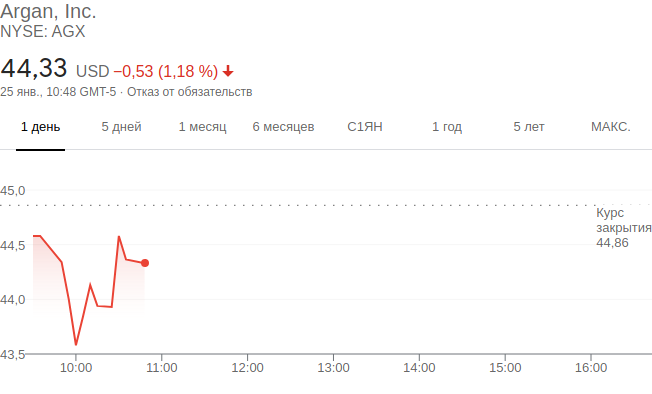 Argan, Inc.
NYSE: AGX
44,33 USD −0,53 (1,18 %)
25 янв., 10:48 GMT-5 · Отказ от обязательств
1 день 5 дней 1 месяц 6 месяцев С1ЯН 1 год 5 лет МАКС.
45,0
Курс
закрытия
44,86
44,5
44,0
43,5
10:00 11:00 12:00 13:00 14:00 15:00 16:00